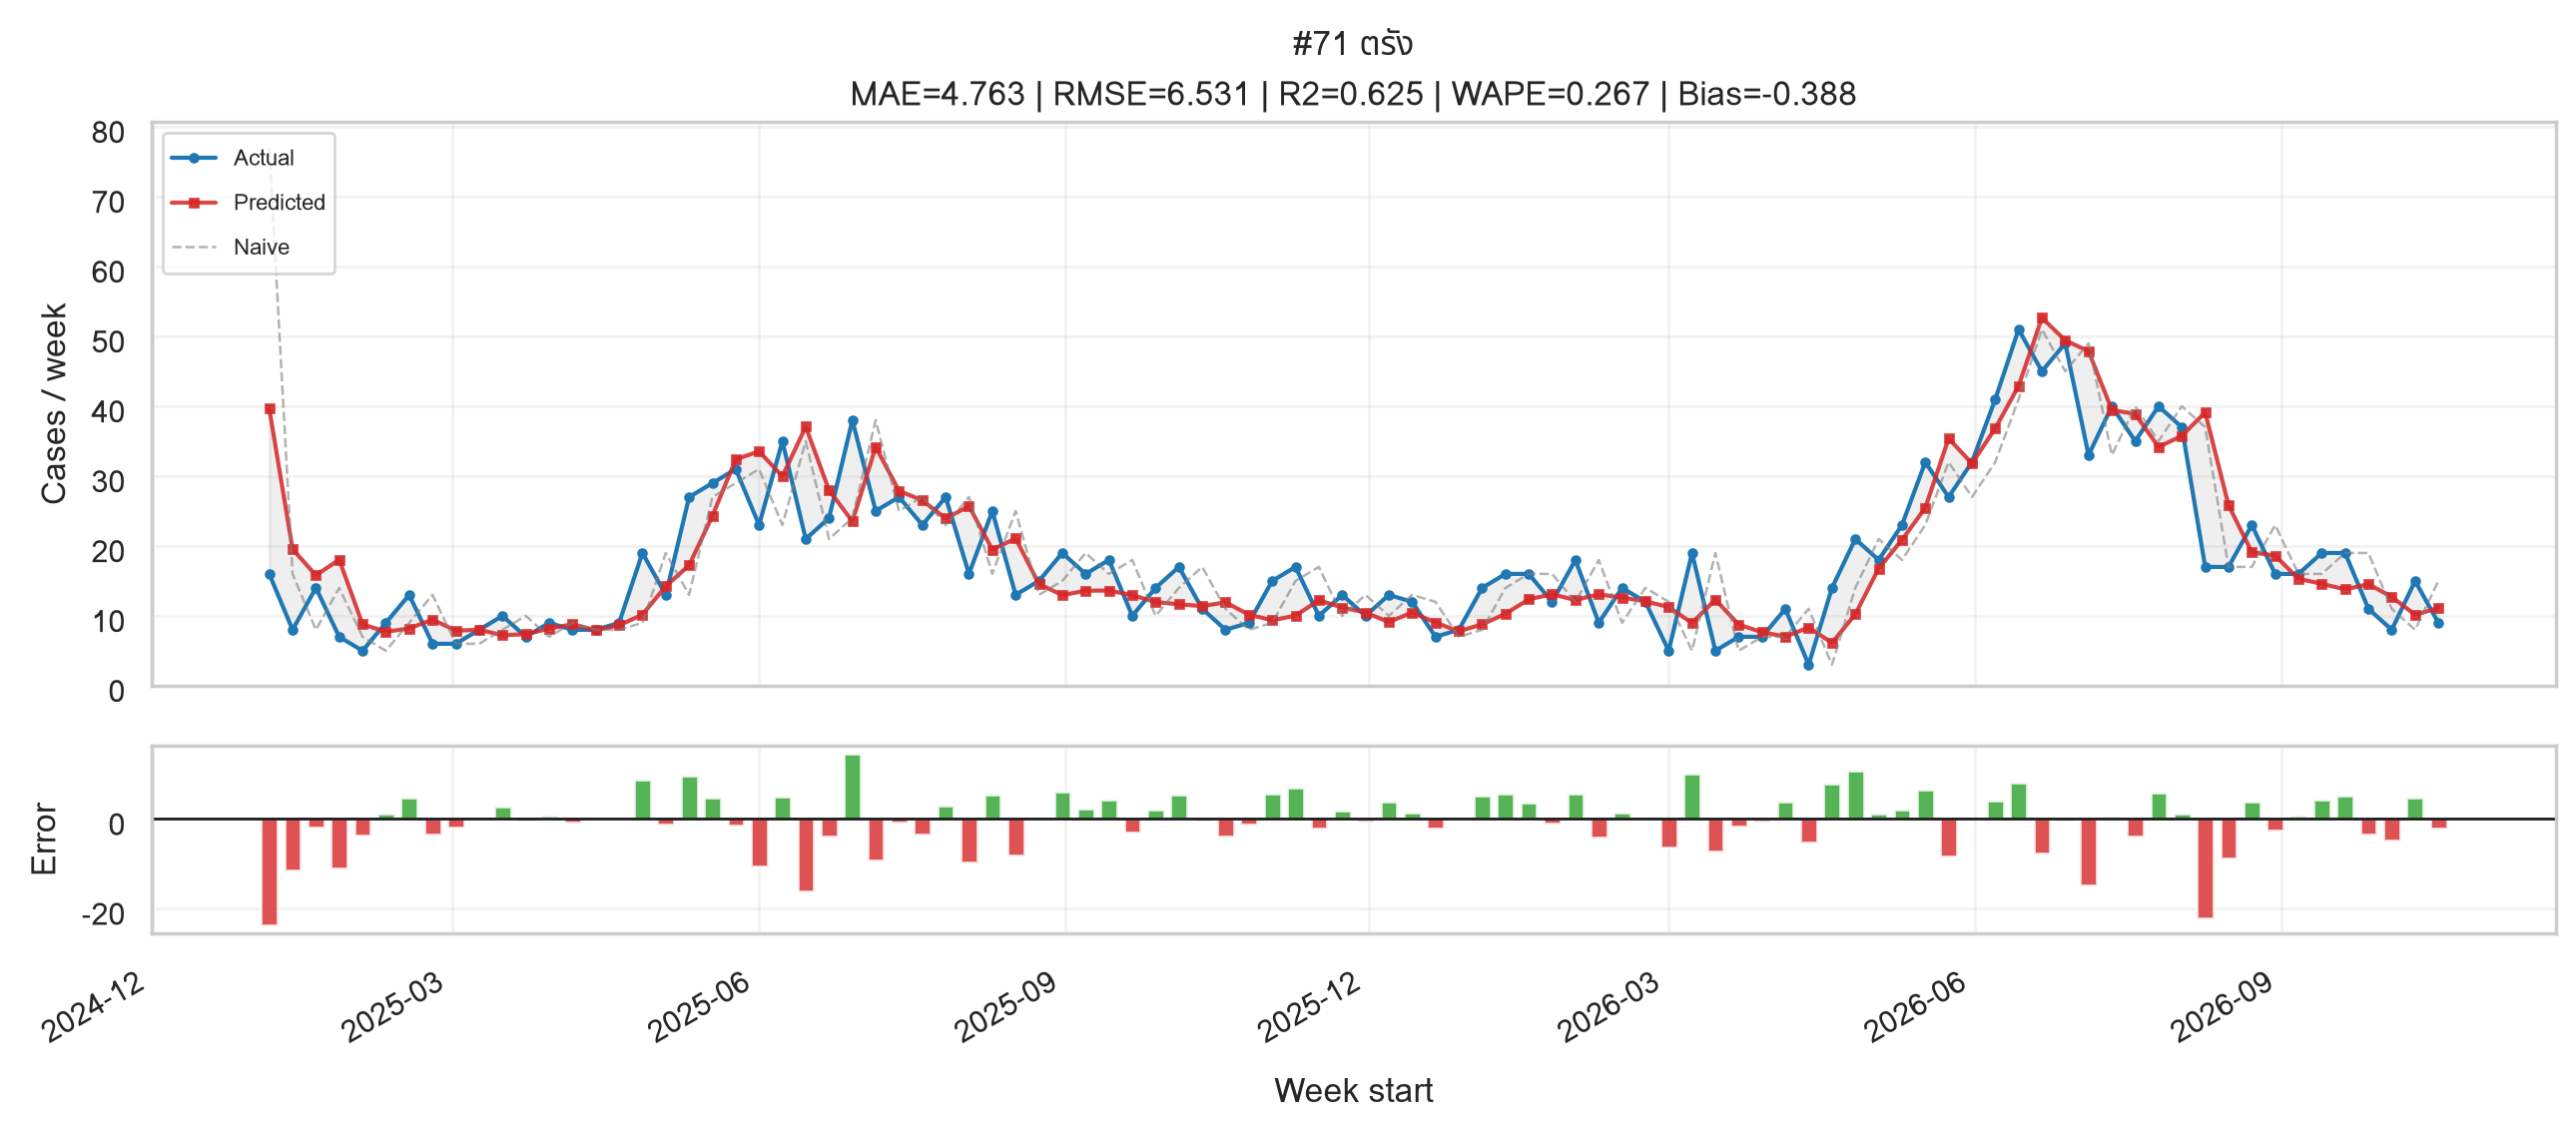 #71 ตรัง
MAE=4.763 | RMSE=6.531 | R2=0.625 | WAPE=0.267 | Bias=-0.388
80
70
60
50
40
30
20
10
0
Cases / week
Actual
Predicted
Naive
0
-20
Error
2024-12
2025-03
2025-06
2025-09
2025-12
2026-03
2026-06
2026-09
Week start